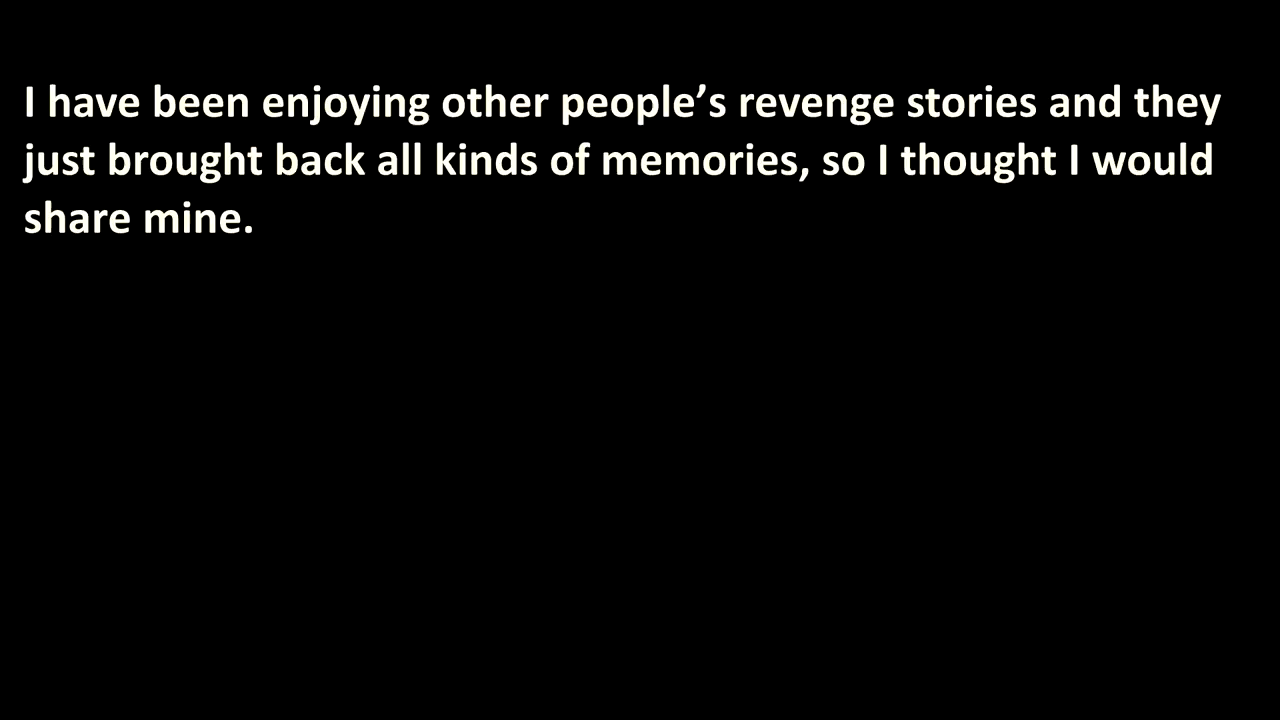 I have been enjoying other people’s revenge stories and they
just brought back all kinds of memories, so I thought I would
share mine.